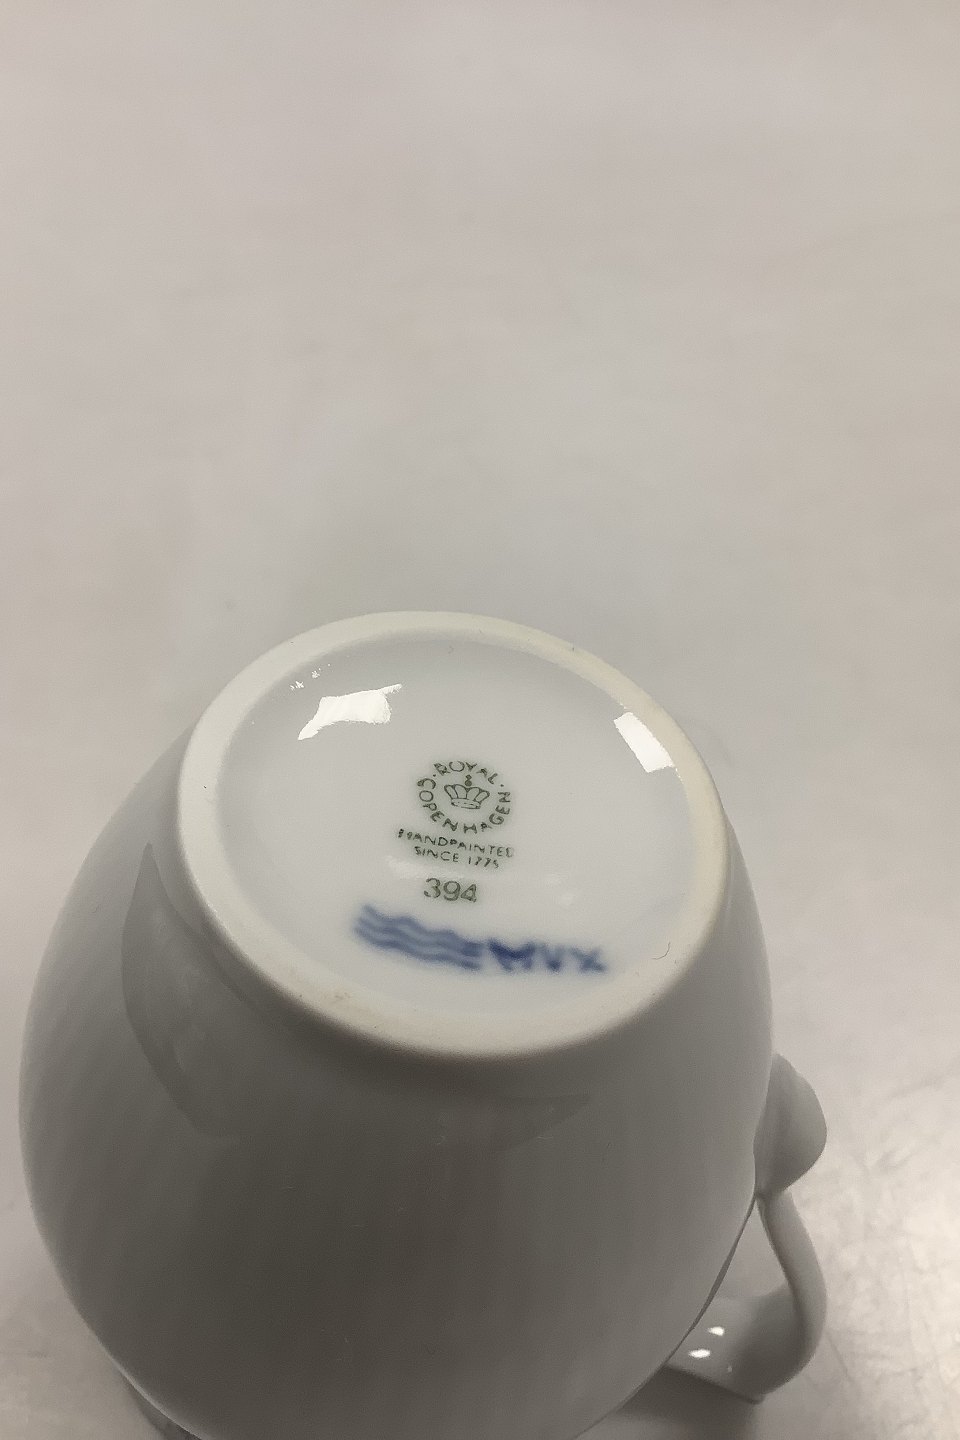 ROYAL COPENHAGEN
HANDPAINTED
SINCE 1775
394